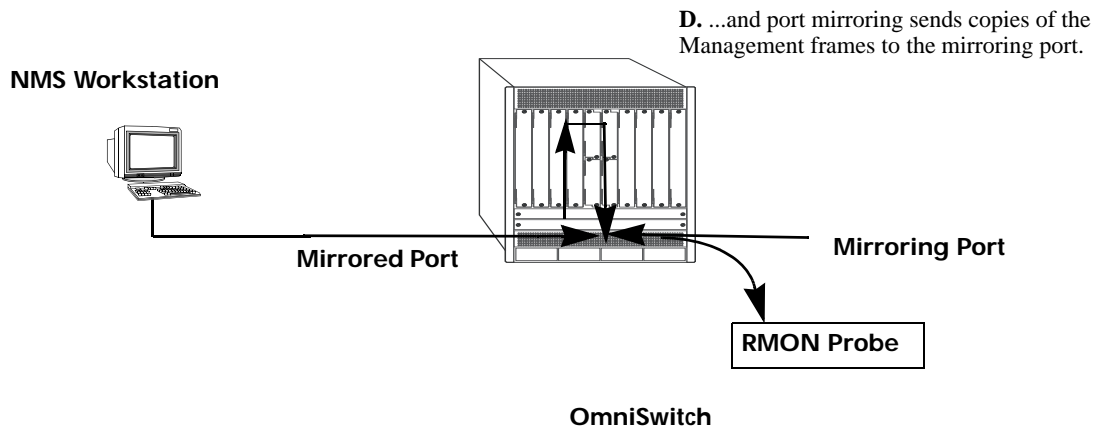 D. ...and port mirroring sends copies of the
Management frames to the mirroring port.
NMS Workstation
Mirrored Port
Mirroring Port
RMON Probe
OmniSwitch